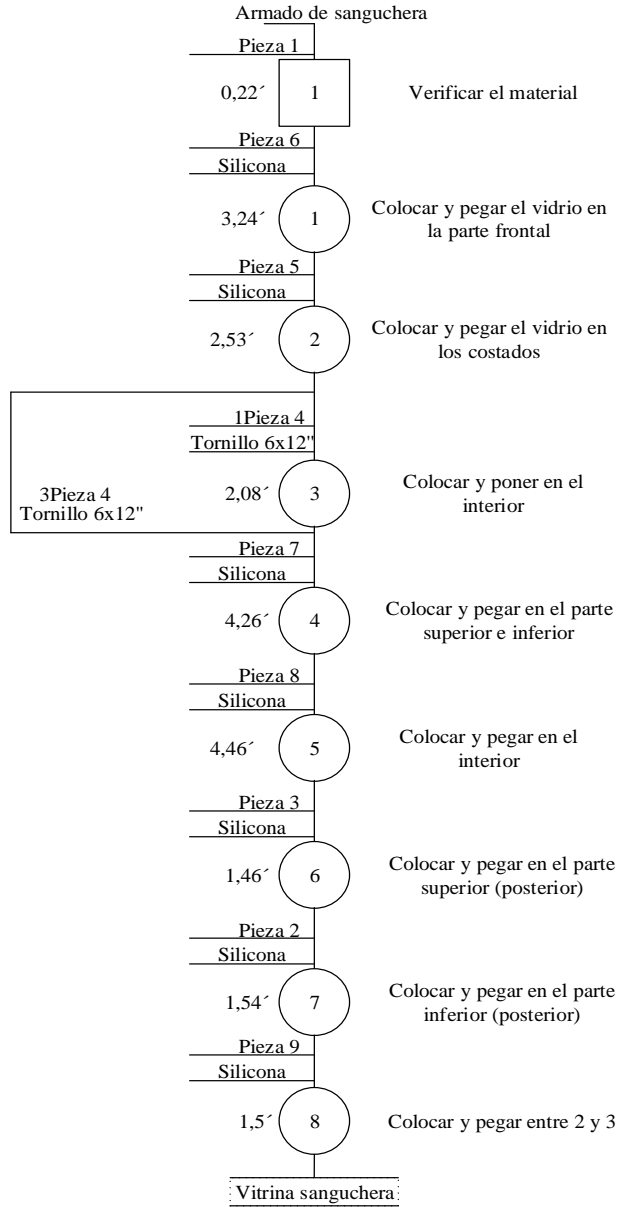 Armado de sanguchera
Pieza 1
0,22´ 1 Verificar el material
Pieza 6
Silicona
3,24´ 1 Colocar y pegar el vidrio en
la parte frontal
Pieza 5
Silicona
2,53´ 2 Colocar y pegar el vidrio en
los costados
1Pieza 4
Tornillo 6x12"
3Pieza 4
Tornillo 6x12"
2,08´ 3 Colocar y poner en el
interior
Pieza 7
Silicona
4,26´ 4 Colocar y pegar en el parte
superior e inferior
Pieza 8
Silicona
4,46´ 5 Colocar y pegar en el
interior
Pieza 3
Silicona
1,46´ 6 Colocar y pegar en el parte
superior (posterior)
Pieza 2
Silicona
1,54´ 7 Colocar y pegar en el parte
inferior (posterior)
Pieza 9
Silicona
1,5´ 8 Colocar y pegar entre 2 y 3
Vitrina sanguchera